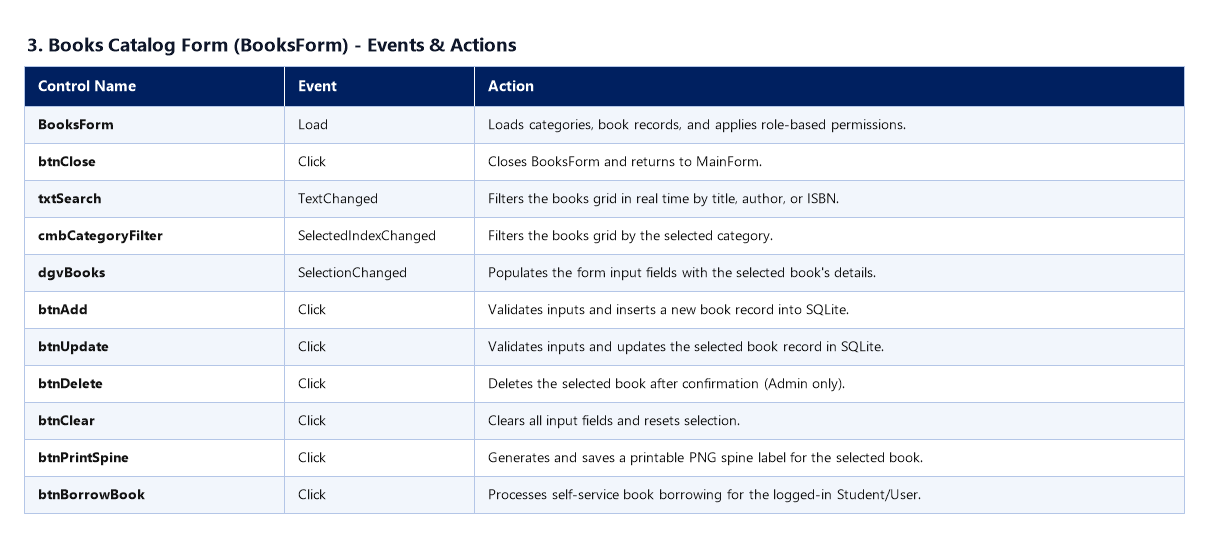 3. Books Catalog Form (BooksForm) - Events & Actions
Control Name Event Action
BooksForm Load Loads categories, book records, and applies role-based permissions.
btnClose Click Closes BooksForm and returns to MainForm.
txtSearch TextChanged Filters the books grid in real time by title, author, or ISBN.
cmbCategoryFilter SelectedIndexChanged Filters the books grid by the selected category.
dgvBooks SelectionChanged Populates the form input fields with the selected book's details.
btnAdd Click Validates inputs and inserts a new book record into SQLite.
btnUpdate Click Validates inputs and updates the selected book record in SQLite.
btnDelete Click Deletes the selected book after confirmation (Admin only).
btnClear Click Clears all input fields and resets selection.
btnPrintSpine Click Generates and saves a printable PNG spine label for the selected book.
btnBorrowBook Click Processes self-service book borrowing for the logged-in Student/User.